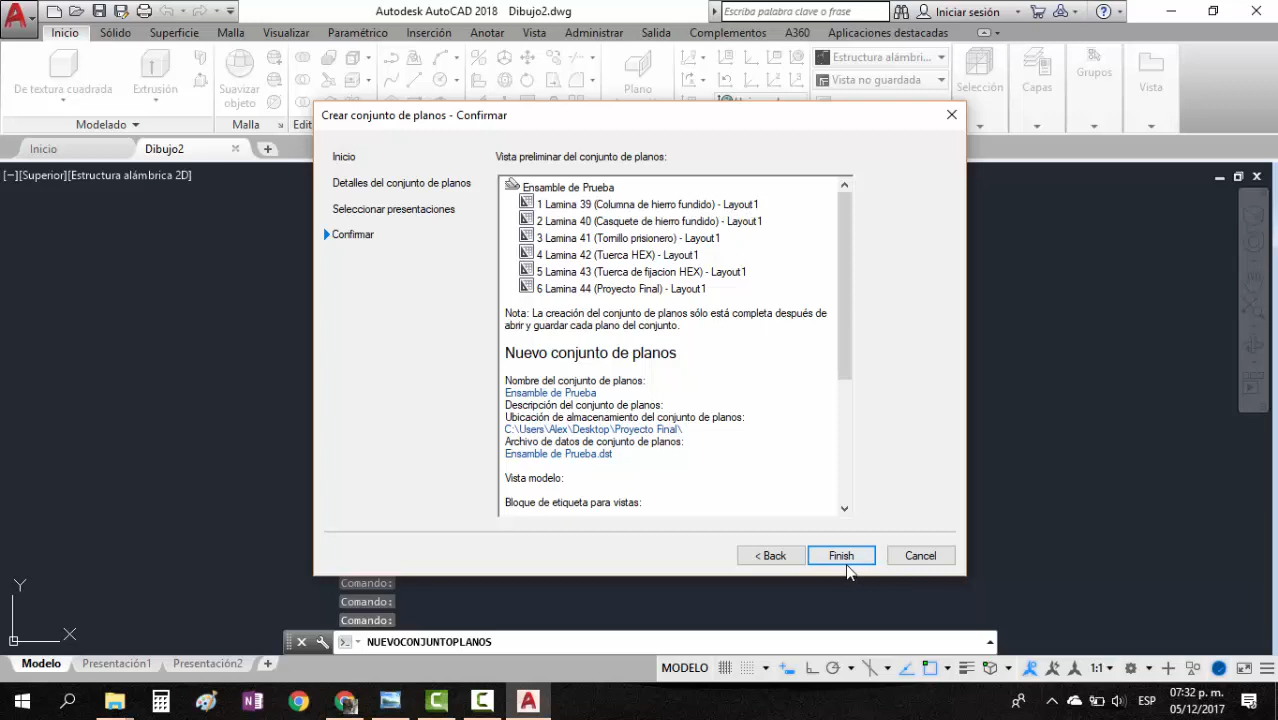 Autodesk AutoCAD 2018 Dibujo2.dwg
Escriba palabra clave o frase
Iniciar sesión
Inicio Sólido Superficie Malla Visualizar Paramétrico Inserción Anotar Vista Administrar Salida Complementos A360 Aplicaciones destacadas
De textura cuadrada
Extrusión
Suavizar
objeto
Plano
Estructura alámbri...
Vista no guardada
Selección
Capas
Grupos
Vista
Modelado
Malla
Inicio
Dibujo2
[−][Superior][Estructura alámbrica 2D]
Crear conjunto de planos - Confirmar
Inicio
Detalles del conjunto de planos
Seleccionar presentaciones
Confirmar
Vista preliminar del conjunto de planos:
Ensamble de Prueba
1 Lamina 39 (Columna de hierro fundido) - Layout1
2 Lamina 40 (Casquete de hierro fundido) - Layout1
3 Lamina 41 (Tornillo prisionero) - Layout1
4 Lamina 42 (Tuerca HEX) - Layout1
5 Lamina 43 (Tuerca de fijacion HEX) - Layout1
6 Lamina 44 (Proyecto Final) - Layout1
Nota: La creación del conjunto de planos sólo está completa después de
abrir y guardar cada plano del conjunto.
Nuevo conjunto de planos
Nombre del conjunto de planos:
Ensamble de Prueba
Descripción del conjunto de planos:
Ubicación de almacenamiento del conjunto de planos:
C:\Users\Alex\Desktop\Proyecto Final\
Archivo de datos de conjunto de planos:
Ensamble de Prueba.dst
Vista modelo:
Bloque de etiqueta para vistas:
< Back
Finish
Cancel
Comando:
Comando:
Comando:
NUEVOCONJUNTOPLANOS
Y
X
Modelo Presentación1 Presentación2
MODELO
1:1
ESP
07:32 p. m.
05/12/2017